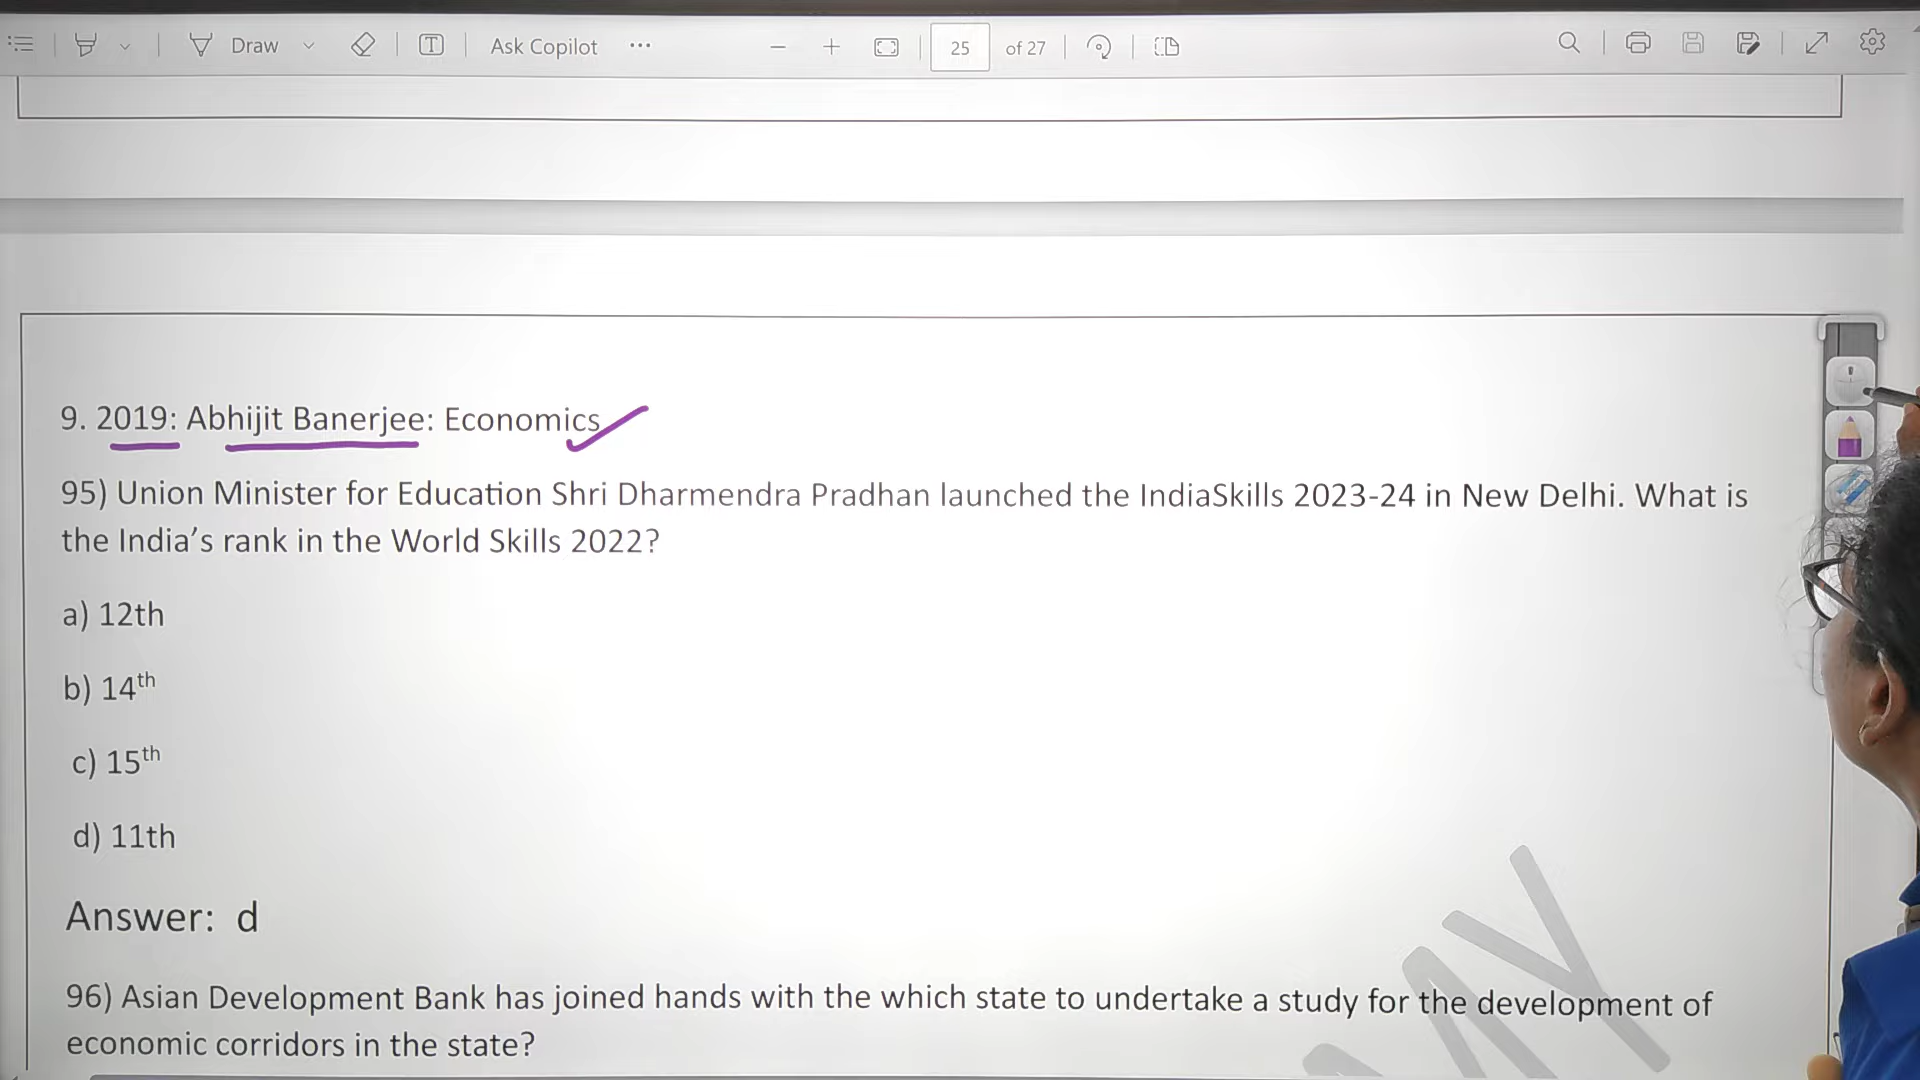 Draw
Ask Copilot
25 of 27
9. 2019: Abhijit Banerjee: Economics
95) Union Minister for Education Shri Dharmendra Pradhan launched the IndiaSkills 2023-24 in New Delhi. What is
the India’s rank in the World Skills 2022?
a) 12th
b) 14th
c) 15th
d) 11th
Answer: d
96) Asian Development Bank has joined hands with the which state to undertake a study for the development of
economic corridors in the state?
MY